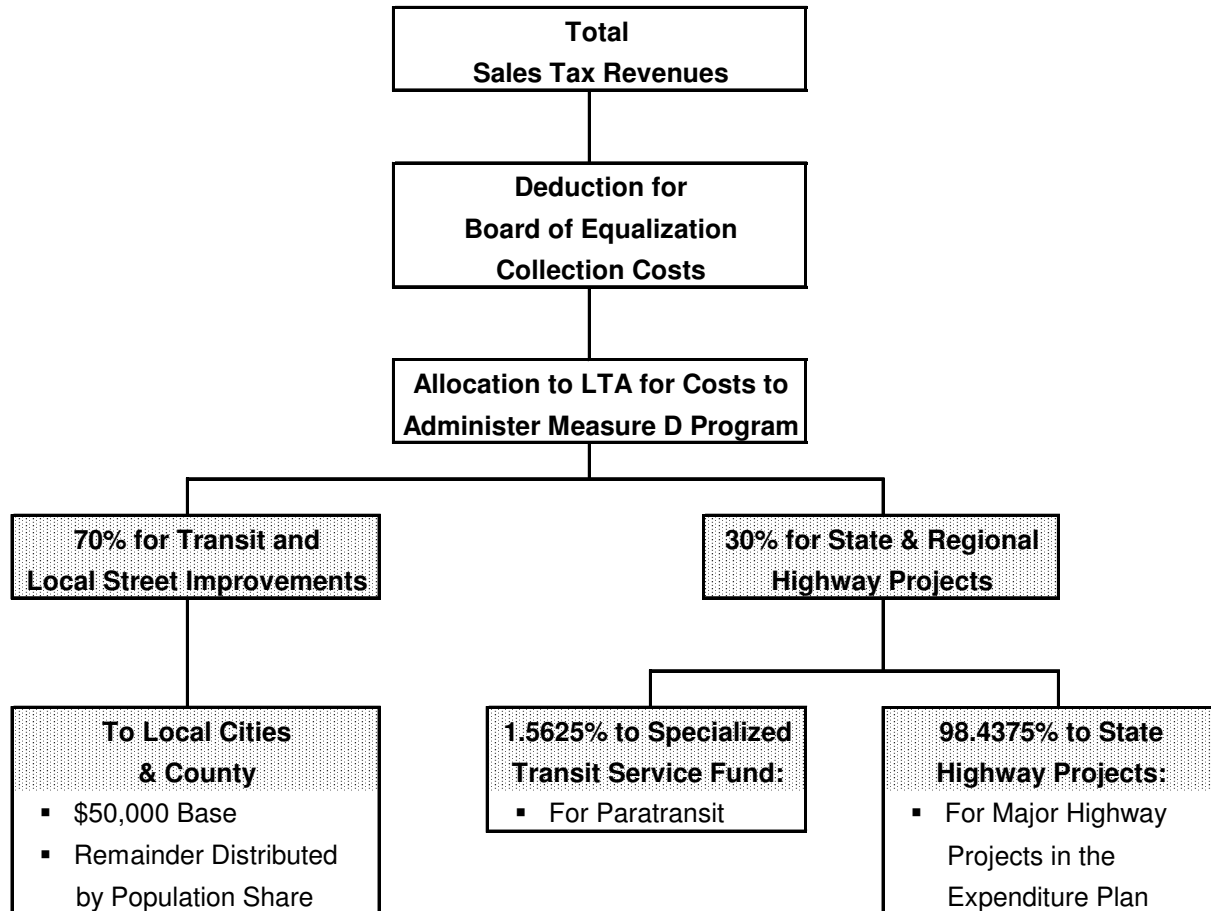 Total
Sales Tax Revenues
Deduction for
Board of Equalization
Collection Costs
Allocation to LTA for Costs to
Administer Measure D Program
70% for Transit and
Local Street Improvements
30% for State & Regional
Highway Projects
To Local Cities
& County
▪ $50,000 Base
▪ Remainder Distributed
by Population Share
1.5625% to Specialized
Transit Service Fund:
▪ For Paratransit
98.4375% to State
Highway Projects:
▪ For Major Highway
Projects in the
Expenditure Plan